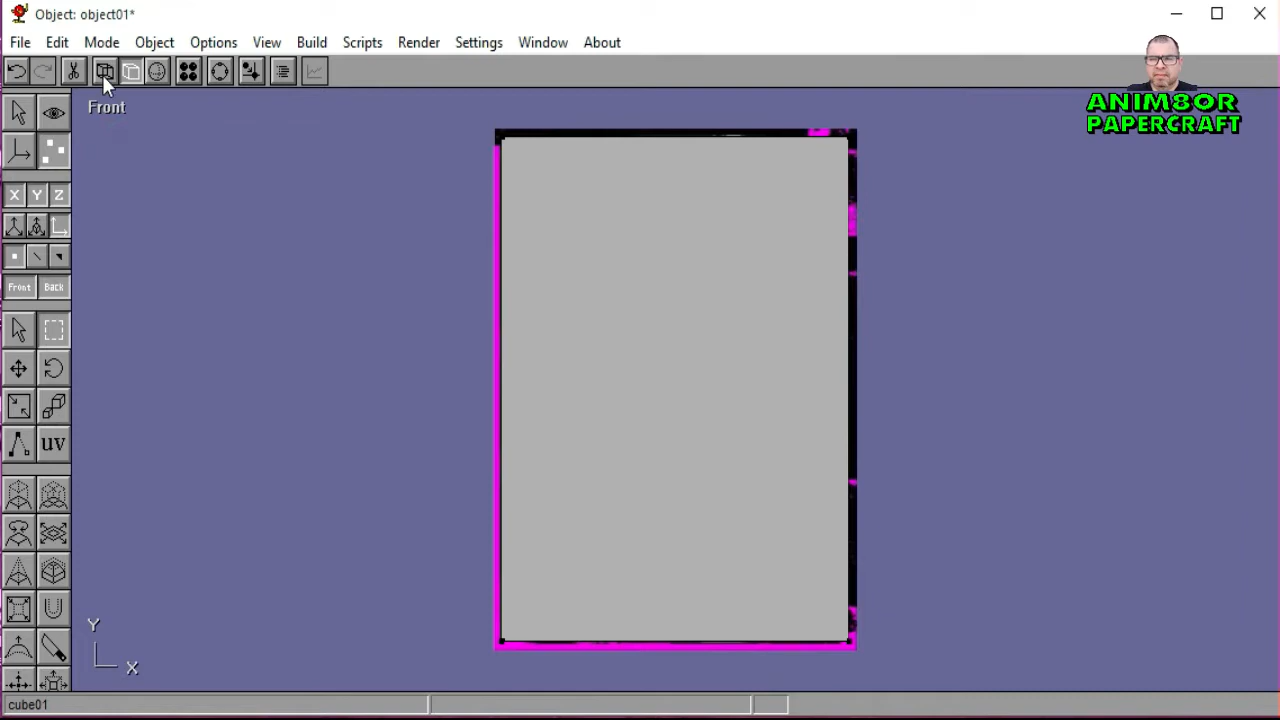 Object: object01*
File Edit Mode Object Options View Build Scripts Render Settings Window About
Front
ANIM8OR
PAPERCRAFT
X Y Z
Front Back
uv
Y
X
cube01